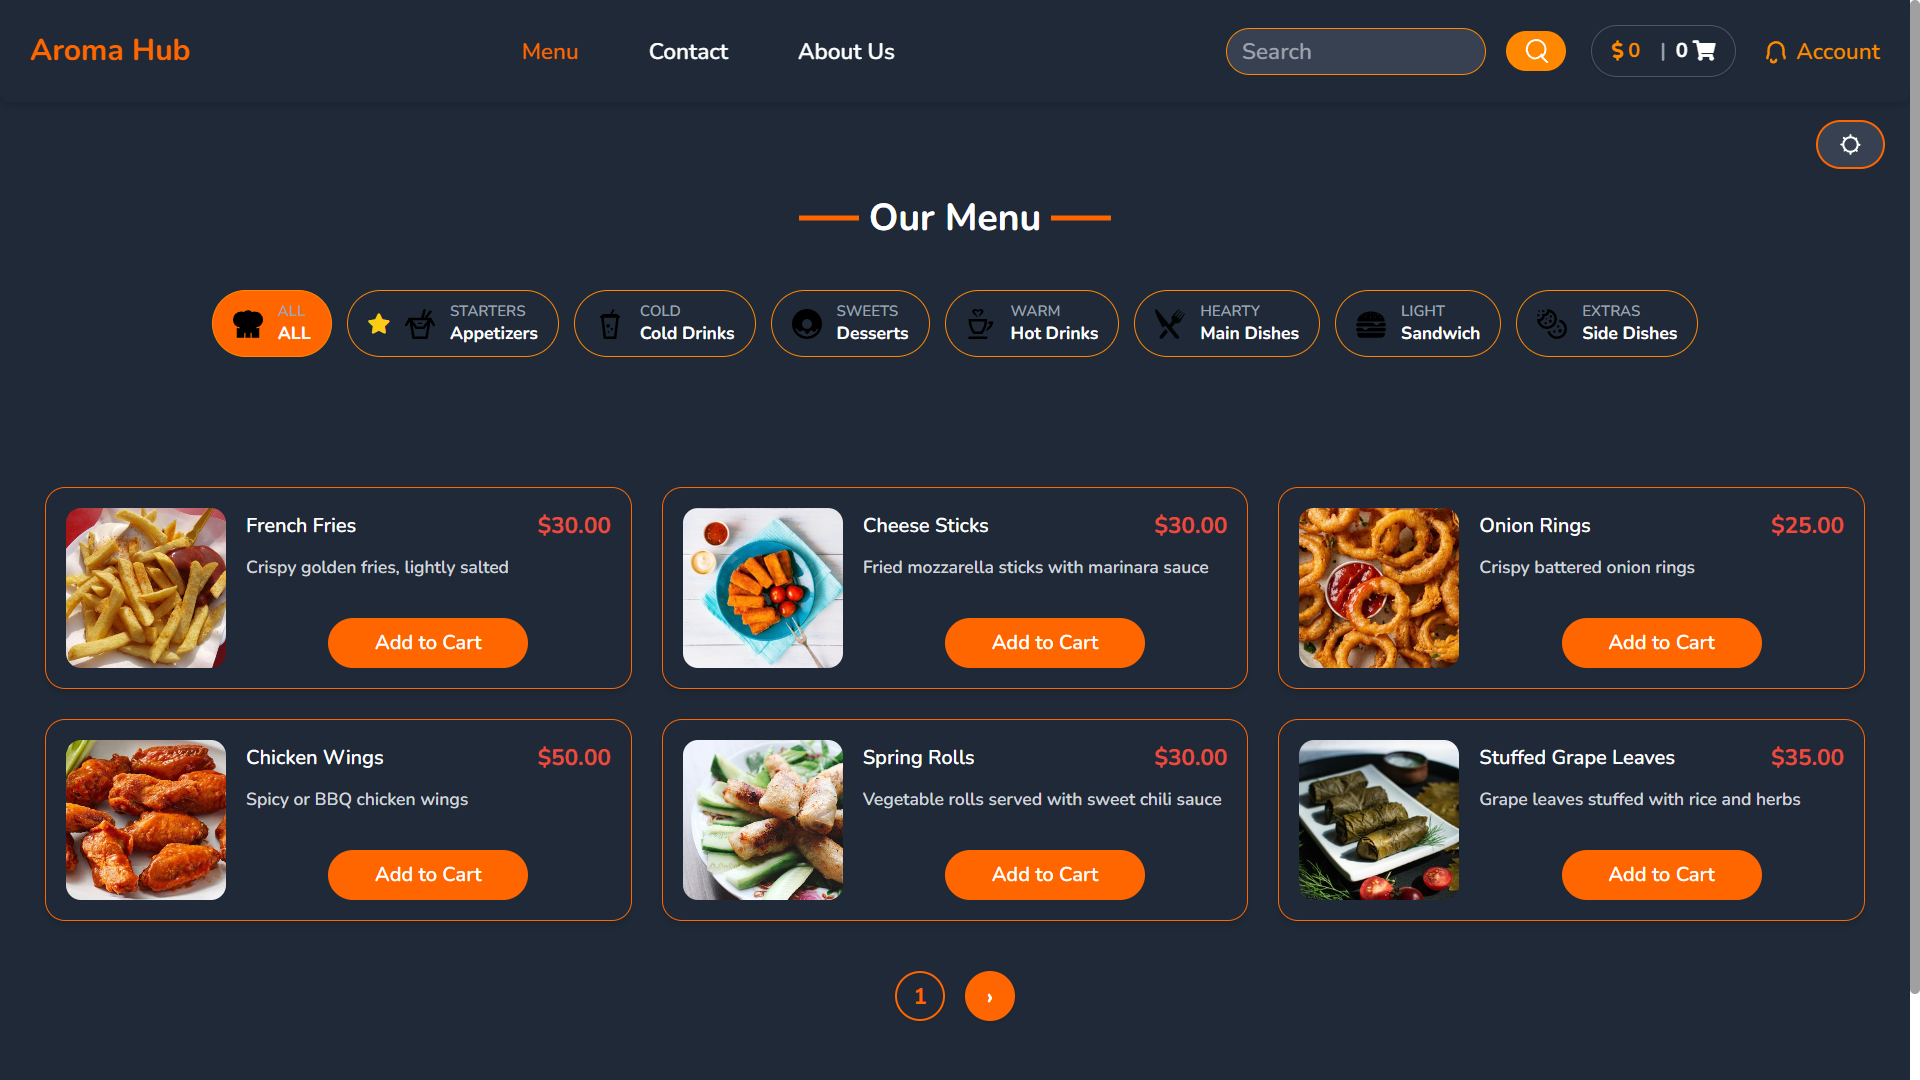 Aroma Hub
Menu
Contact
About Us
Search
$ 0 | 0
Account
Our Menu
ALL
ALL
STARTERS
Appetizers
COLD
Cold Drinks
SWEETS
Desserts
WARM
Hot Drinks
HEARTY
Main Dishes
LIGHT
Sandwich
EXTRAS
Side Dishes
French Fries
$30.00
Crispy golden fries, lightly salted
Add to Cart
Cheese Sticks
$30.00
Fried mozzarella sticks with marinara sauce
Add to Cart
Onion Rings
$25.00
Crispy battered onion rings
Add to Cart
Chicken Wings
$50.00
Spicy or BBQ chicken wings
Add to Cart
Spring Rolls
$30.00
Vegetable rolls served with sweet chili sauce
Add to Cart
Stuffed Grape Leaves
$35.00
Grape leaves stuffed with rice and herbs
Add to Cart
1
›